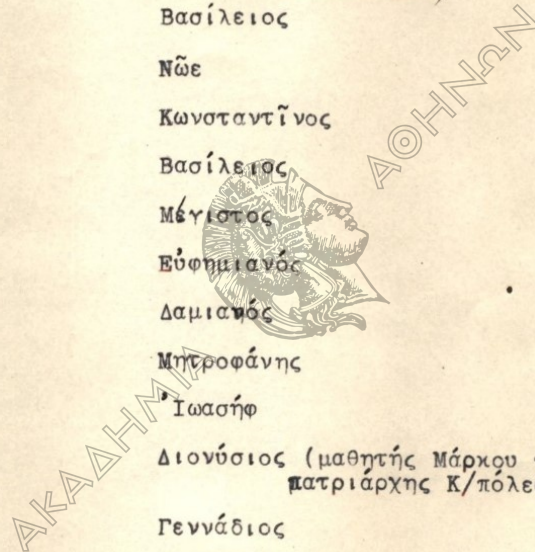 Βασίλειος
Νῶε
Κωνσταντῖνος
Βασίλειος
Μέγιστος
Εὐφημιανός
Δαμιανός
Μητροφάνης
Ἰωασήφ
Διονύσιος (μαθητής Μάρκου
πατριάρχης Κ/πόλε
Γεννάδιος
ΑΚΑΔΗΜΙΑ
ΑΘΗΝΩΝ